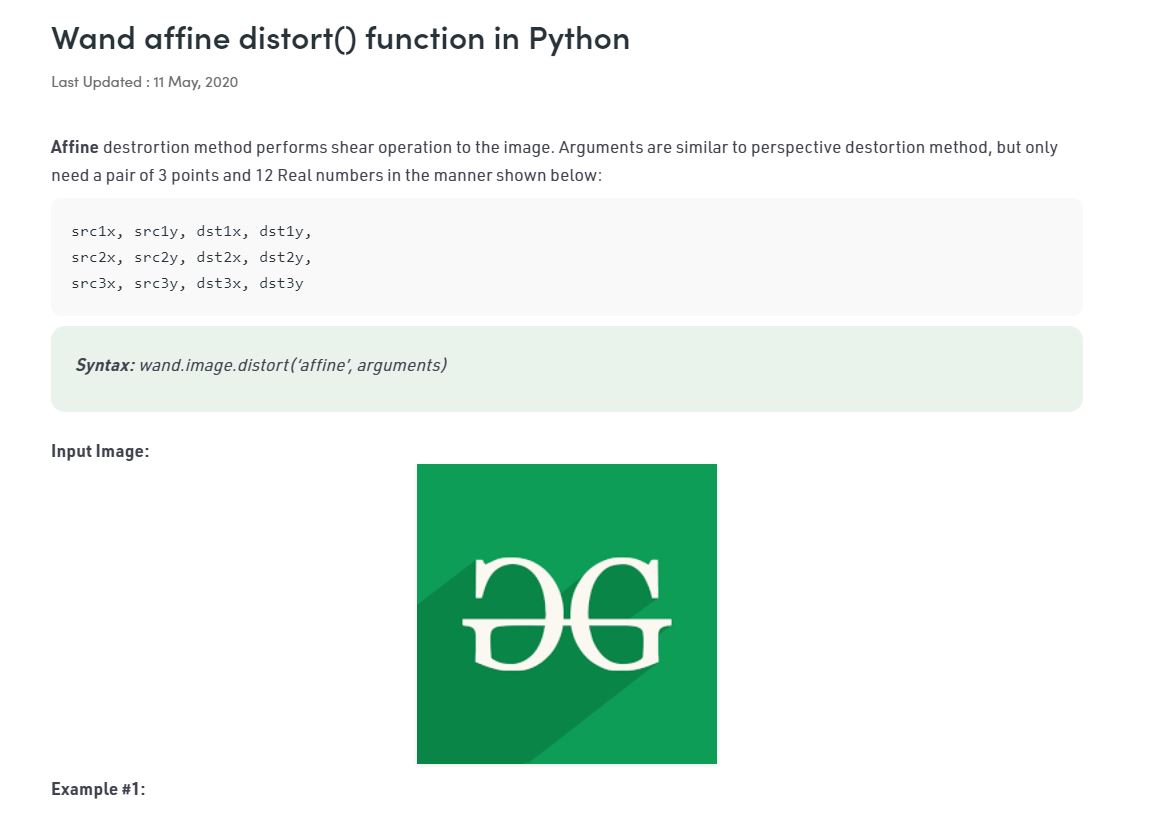 Wand affine distort() function in Python
Last Updated : 11 May, 2020
Affine destrortion method performs shear operation to the image. Arguments are similar to perspective destortion method, but only
need a pair of 3 points and 12 Real numbers in the manner shown below:
src1x, src1y, dst1x, dst1y,
src2x, src2y, dst2x, dst2y,
src3x, src3y, dst3x, dst3y
Syntax: wand.image.distort(‘affine’, arguments)
Input Image:
Example #1: